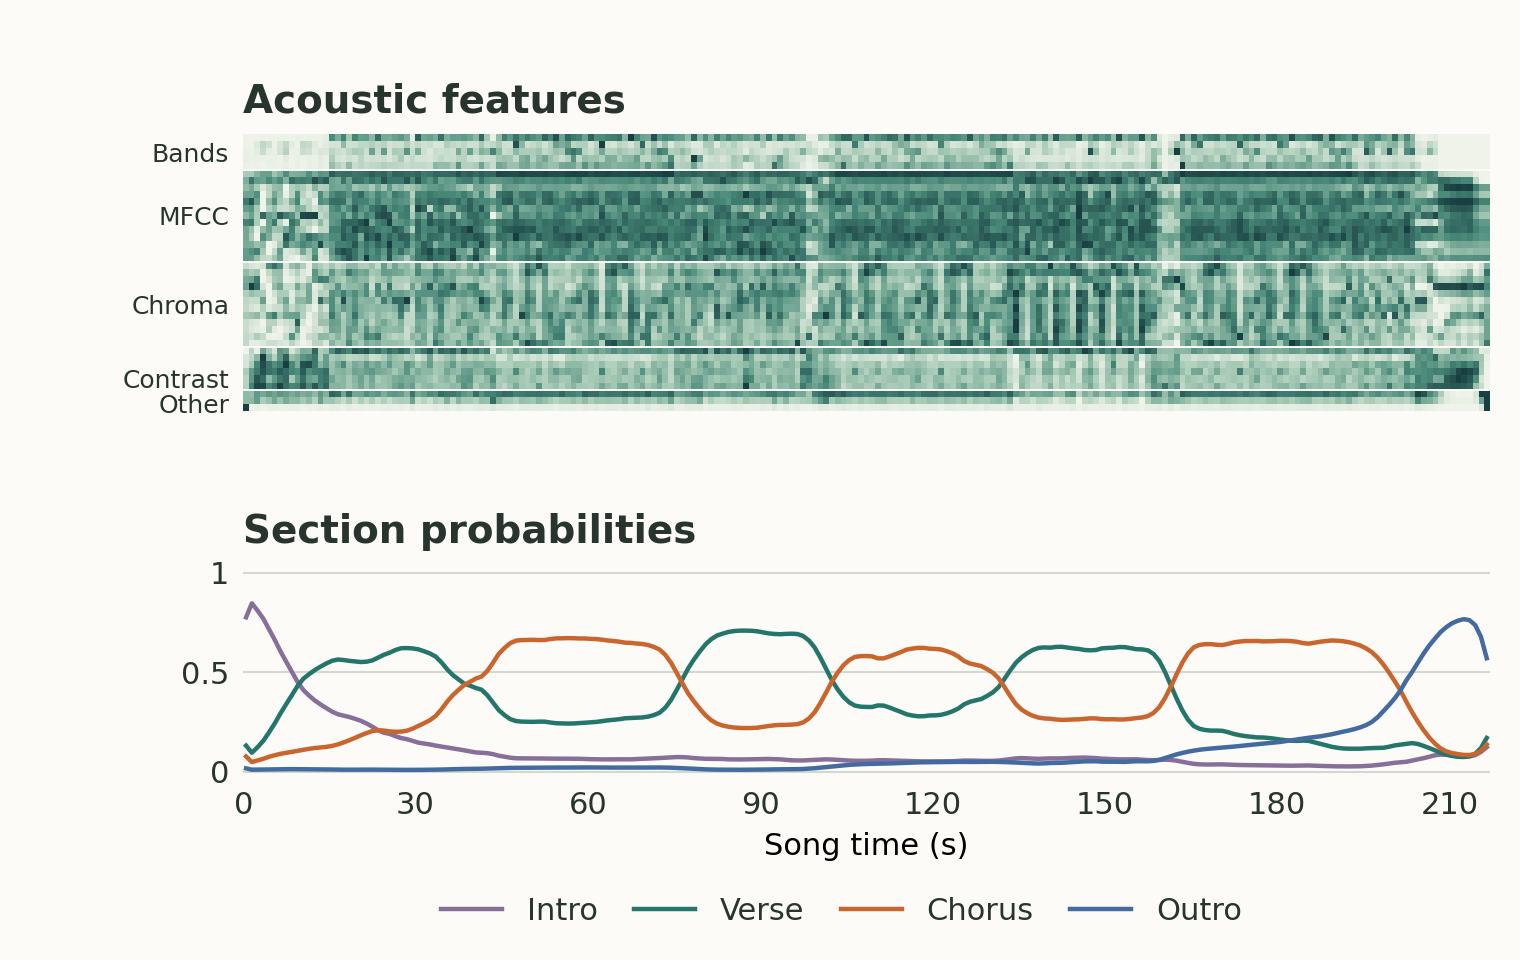 Acoustic features
Bands
MFCC
Chroma
Contrast
Other
Section probabilities
1
0.5
0
0 30 60 90 120 150 180 210
Song time (s)
Intro Verse Chorus Outro